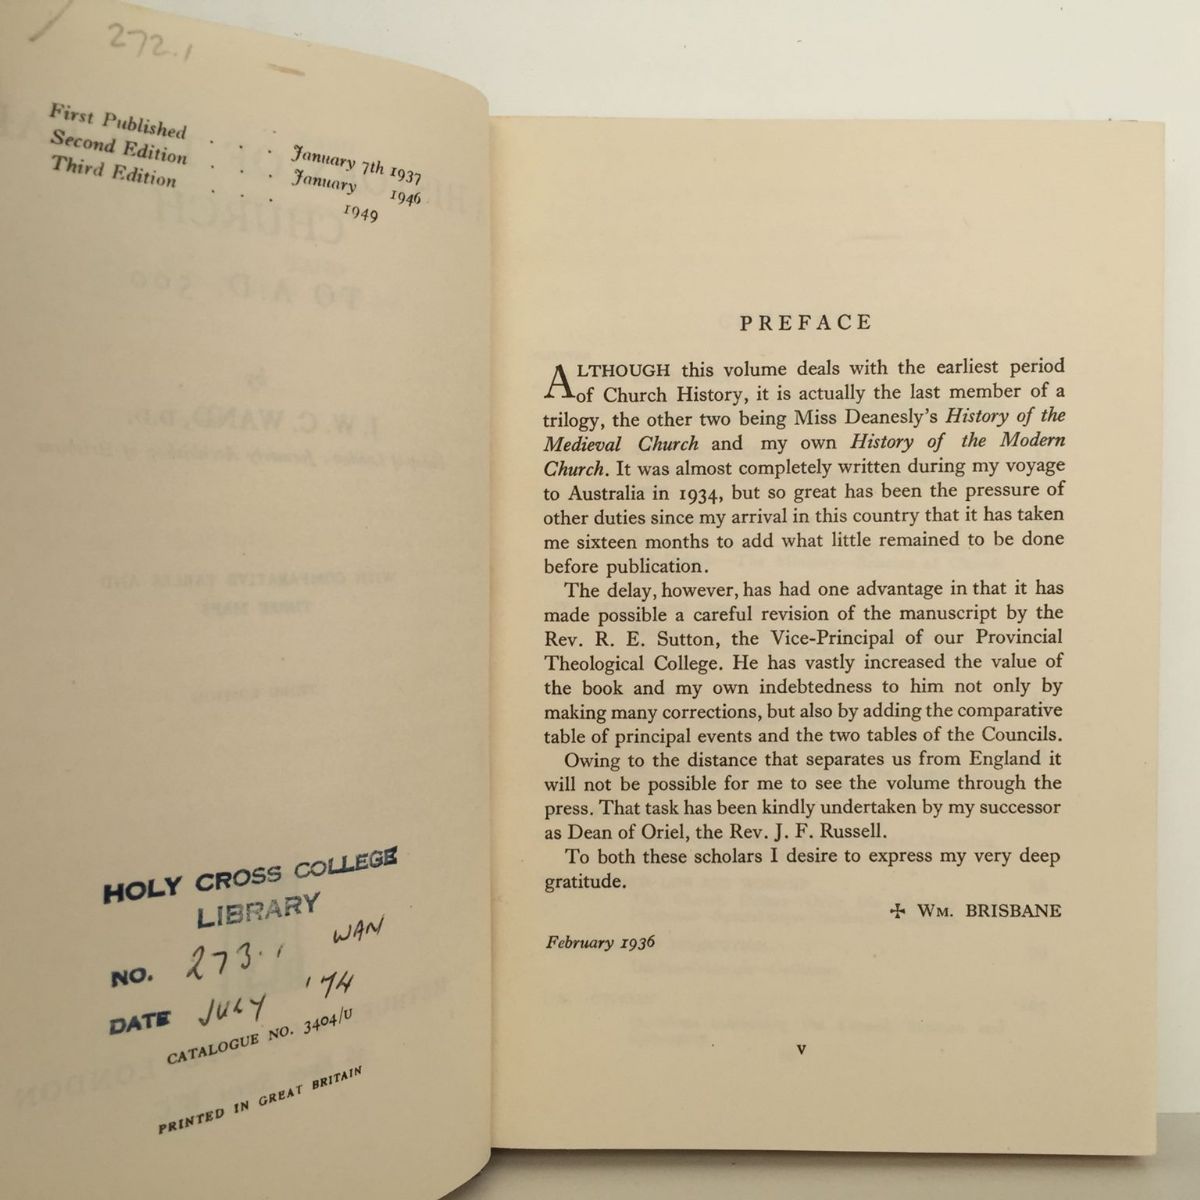 272.1
First Published . . . January 7th 1937
Second Edition . . . January 1946
Third Edition . . . 1949
HOLY CROSS COLLEGE
LIBRARY
NO. 273.1 WAN
DATE JULY '74
CATALOGUE NO. 3404/U
PRINTED IN GREAT BRITAIN
PREFACE
ALTHOUGH this volume deals with the earliest period
of Church History, it is actually the last member of a
trilogy, the other two being Miss Deanesly's History of the
Medieval Church and my own History of the Modern
Church. It was almost completely written during my voyage
to Australia in 1934, but so great has been the pressure of
other duties since my arrival in this country that it has taken
me sixteen months to add what little remained to be done
before publication.
The delay, however, has had one advantage in that it has
made possible a careful revision of the manuscript by the
Rev. R. E. Sutton, the Vice-Principal of our Provincial
Theological College. He has vastly increased the value of
the book and my own indebtedness to him not only by
making many corrections, but also by adding the comparative
table of principal events and the two tables of the Councils.
Owing to the distance that separates us from England it
will not be possible for me to see the volume through the
press. That task has been kindly undertaken by my successor
as Dean of Oriel, the Rev. J. F. Russell.
To both these scholars I desire to express my very deep
gratitude.
✢ WM. BRISBANE
February 1936
v